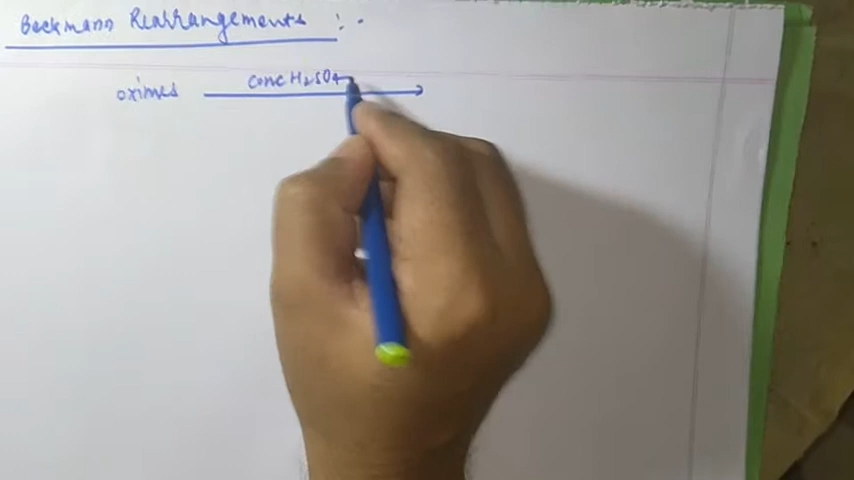 Beckmann Rearrangements :-
conc H₂SO₄
oximes